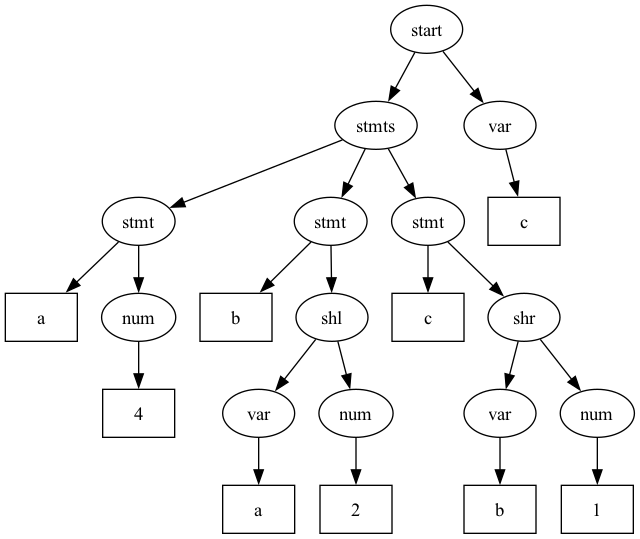 start
stmts var
stmt stmt stmt c
a num b shl c shr
4 var num var num
a 2 b 1